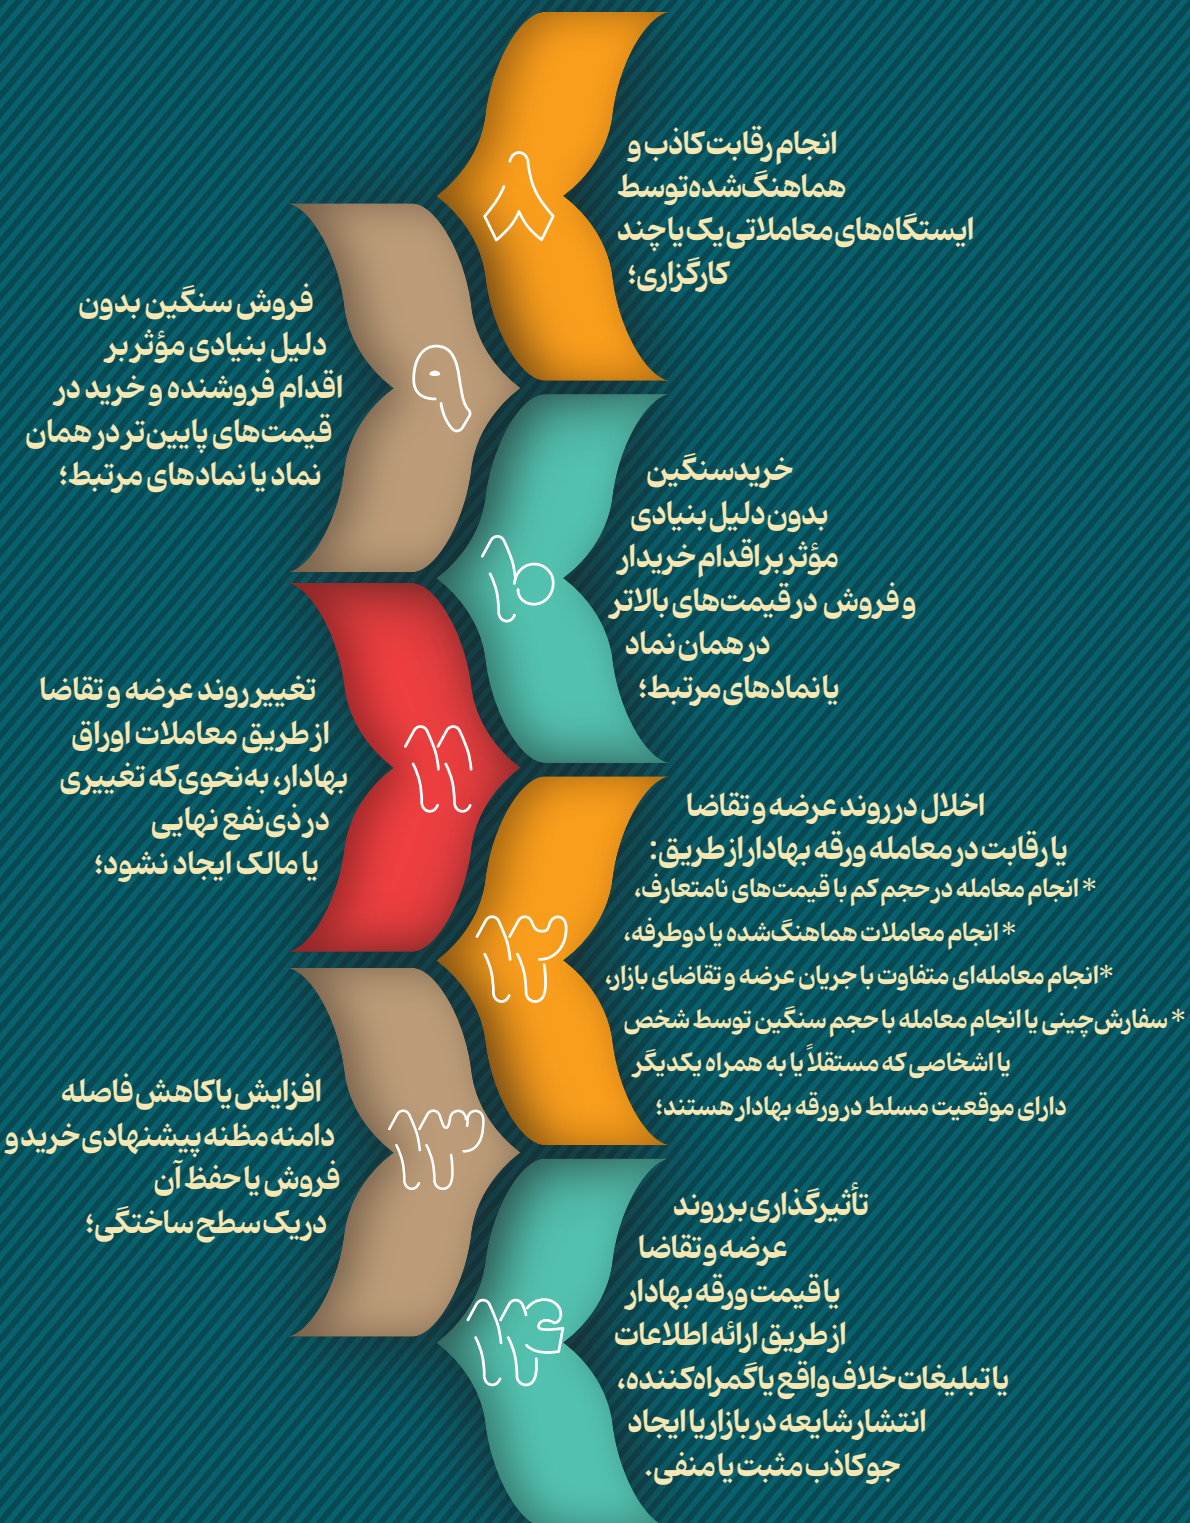 ۸
انجام رقابت کاذب و
هماهنگ‌شده توسط
ایستگاه‌های معاملاتی یک یا چند
کارگزاری؛
۹
فروش سنگین بدون
دلیل بنیادی مؤثر بر
اقدام فروشنده و خرید در
قیمت‌های پایین‌تر در همان
نماد یا نمادهای مرتبط؛
۱۰
خرید سنگین
بدون دلیل بنیادی
مؤثر بر اقدام خریدار
و فروش در قیمت‌های بالاتر
در همان نماد
یا نمادهای مرتبط؛
۱۱
تغییر روند عرضه و تقاضا
از طریق معاملات اوراق
بهادار، به‌نحوی‌که تغییری
در ذی‌نفع نهایی
یا مالک ایجاد نشود؛
۱۲
اخلال در روند عرضه و تقاضا
یا رقابت در معامله ورقه بهادار از طریق:
* انجام معامله در حجم کم با قیمت‌های نامتعارف،
* انجام معاملات هماهنگ‌شده یا دوطرفه،
*انجام معامله‌ای متفاوت با جریان عرضه و تقاضای بازار،
* سفارش‌چینی یا انجام معامله با حجم سنگین توسط شخص
یا اشخاصی که مستقلاً یا به همراه یکدیگر
دارای موقعیت مسلط در ورقه بهادار هستند؛
۱۳
افزایش یا کاهش فاصله
دامنه مظنه پیشنهادی خرید و
فروش یا حفظ آن
در یک سطح ساختگی؛
۱۴
تأثیرگذاری بر روند
عرضه و تقاضا
یا قیمت ورقه بهادار
از طریق ارائه اطلاعات
یا تبلیغات خلاف واقع یا گمراه‌کننده،
انتشار شایعه در بازار یا ایجاد
جو کاذب مثبت یا منفی.